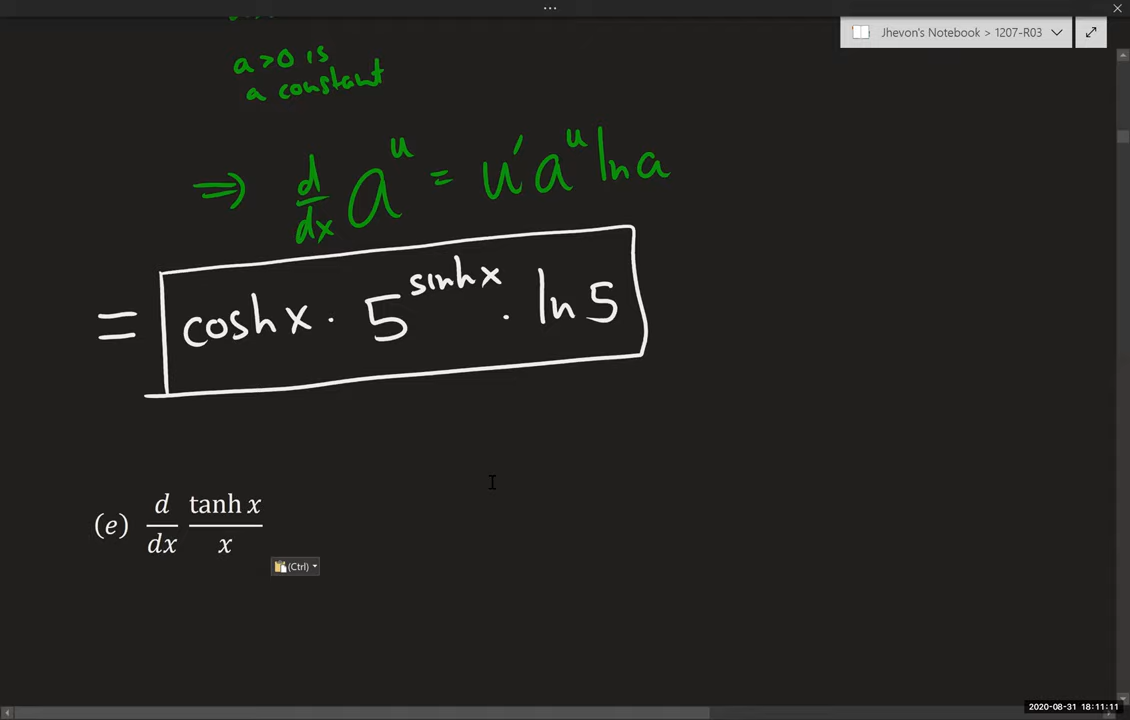 ...
Jhevon's Notebook > 1207-R03
a>0 is
a constant
⇒ d/dx a^u = u' a^u ln a
= cosh x · 5^(sinh x) · ln 5
(e) d/dx tanh x / x
(Ctrl)
2020-08-31 18:11:11